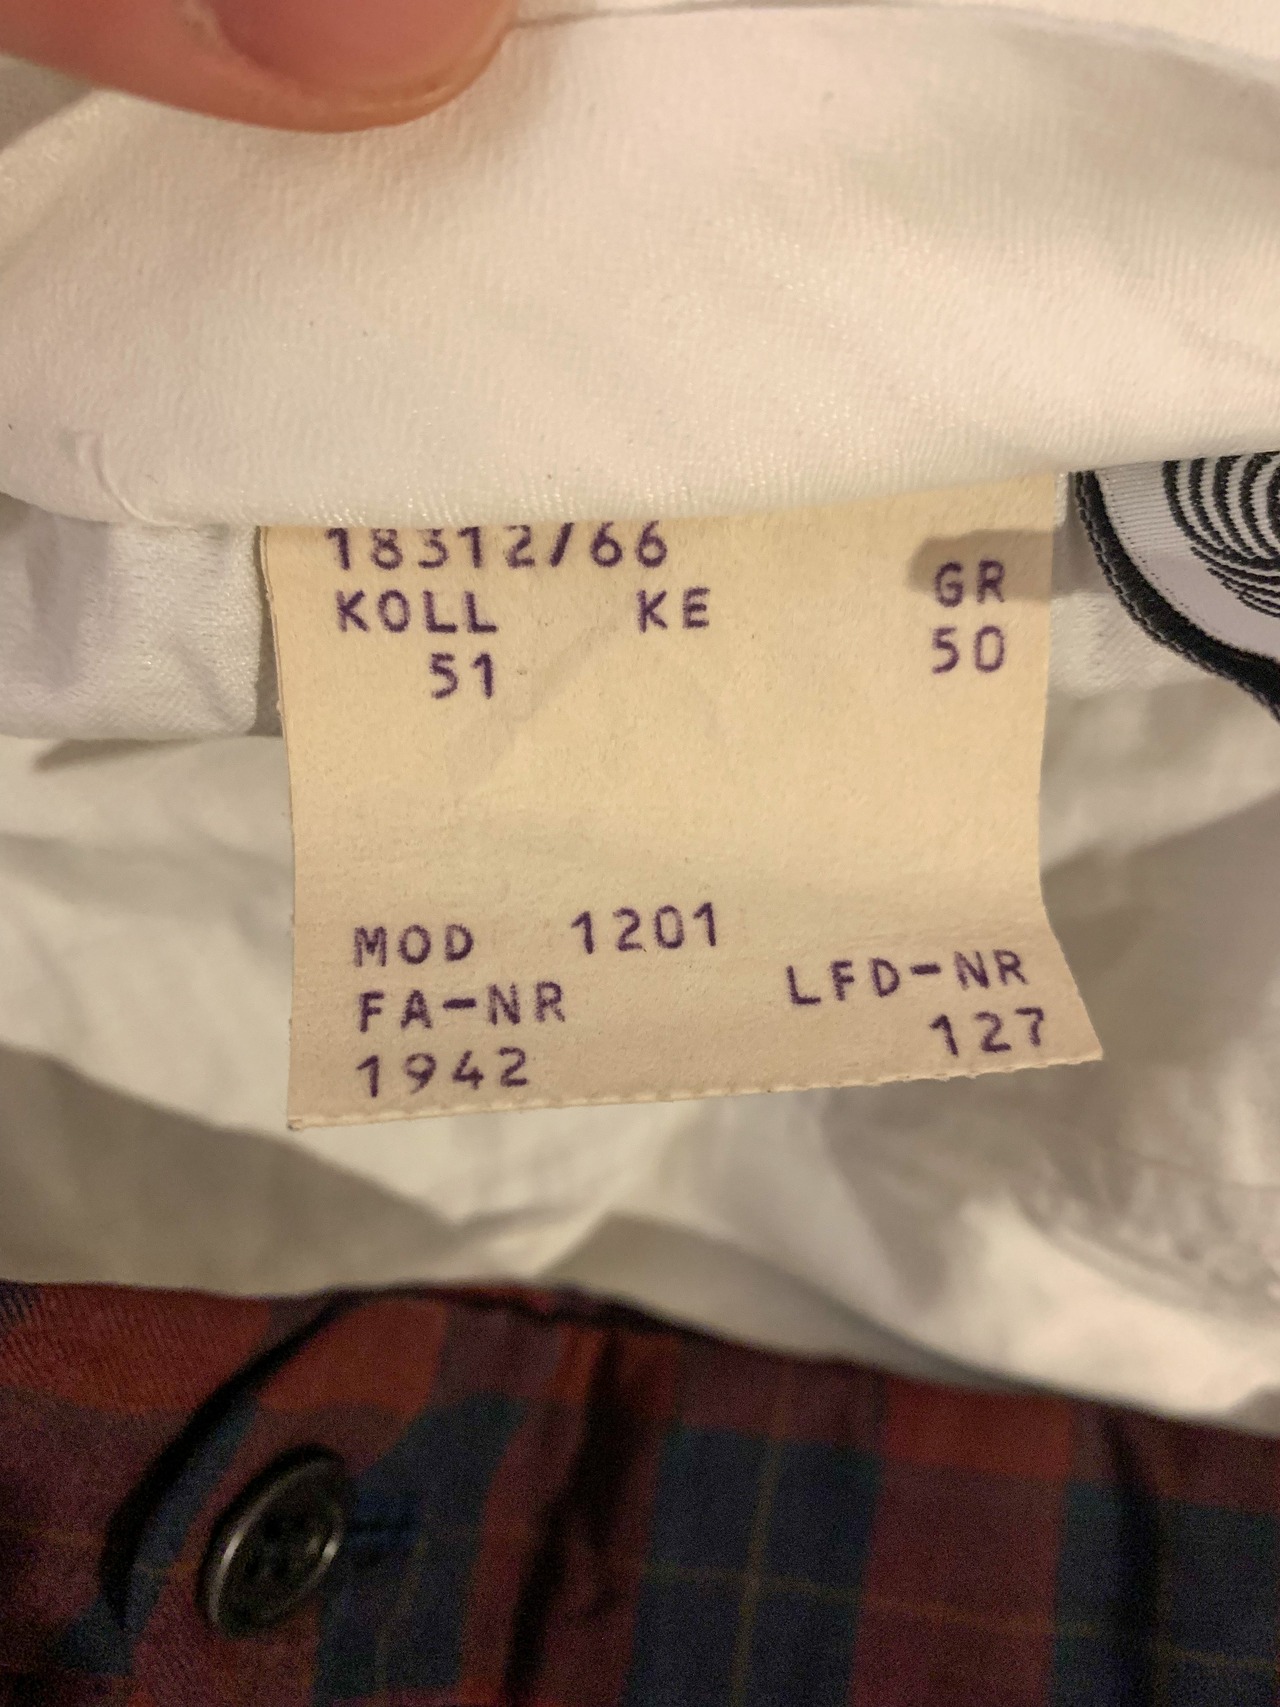 18312/66
KOLL KE GR
51 50
MOD 1201
FA-NR LFD-NR
1942 127